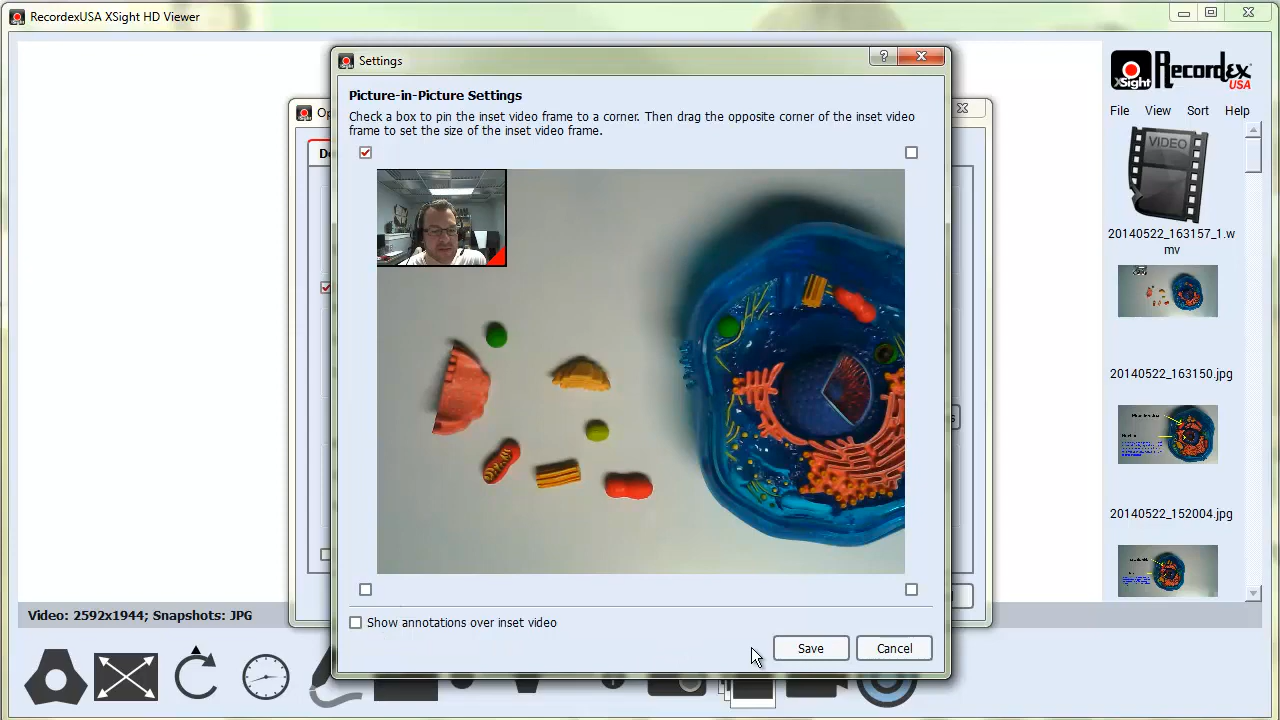 RecordexUSA XSight HD Viewer
Settings
?
Picture-in-Picture Settings
Check a box to pin the inset video frame to a corner. Then drag the opposite corner of the inset video
frame to set the size of the inset video frame.
Show annotations over inset video
Save
Cancel
XSight
Recordex
USA
File View Sort Help
VIDEO
20140522_163157_1.w
mv
20140522_163150.jpg
20140522_152004.jpg
Video: 2592x1944; Snapshots: JPG